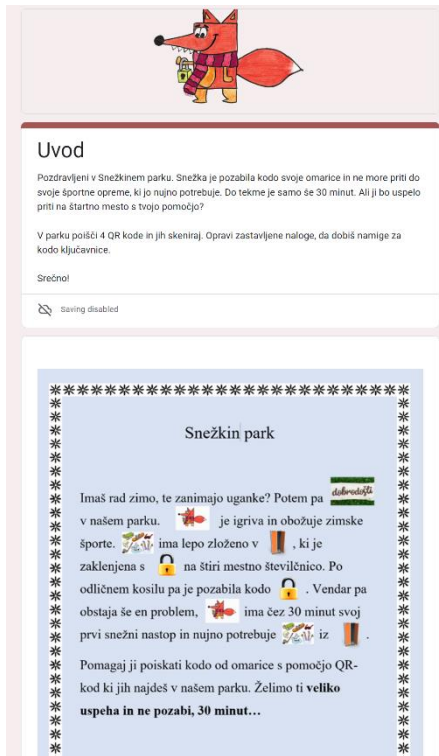 Uvod
Pozdravljeni v Snežkinem parku. Snežka je pozabila kodo svoje omarice in ne more priti do
svoje športne opreme, ki jo nujno potrebuje. Do tekme je samo še 30 minut. Ali ji bo uspelo
priti na štartno mesto s tvojo pomočjo?
V parku poišči 4 QR kode in jih skeniraj. Opravi zastavljene naloge, da dobiš namige za
kodo ključavnice.
Srečno!
Saving disabled
Snežkin park
Imaš rad zimo, te zanimajo uganke? Potem pa dobrodošli
v našem parku. je igriva in obožuje zimske
športe. ima lepo zloženo v , ki je
zaklenjena s na štiri mestno številčnico. Po
odličnem kosilu pa je pozabila kodo . Vendar pa
obstaja še en problem, ima čez 30 minut svoj
prvi snežni nastop in nujno potrebuje iz .
Pomagaj ji poiskati kodo od omarice s pomočjo QR-
kod ki jih najdeš v našem parku. Želimo ti veliko
uspeha in ne pozabi, 30 minut…